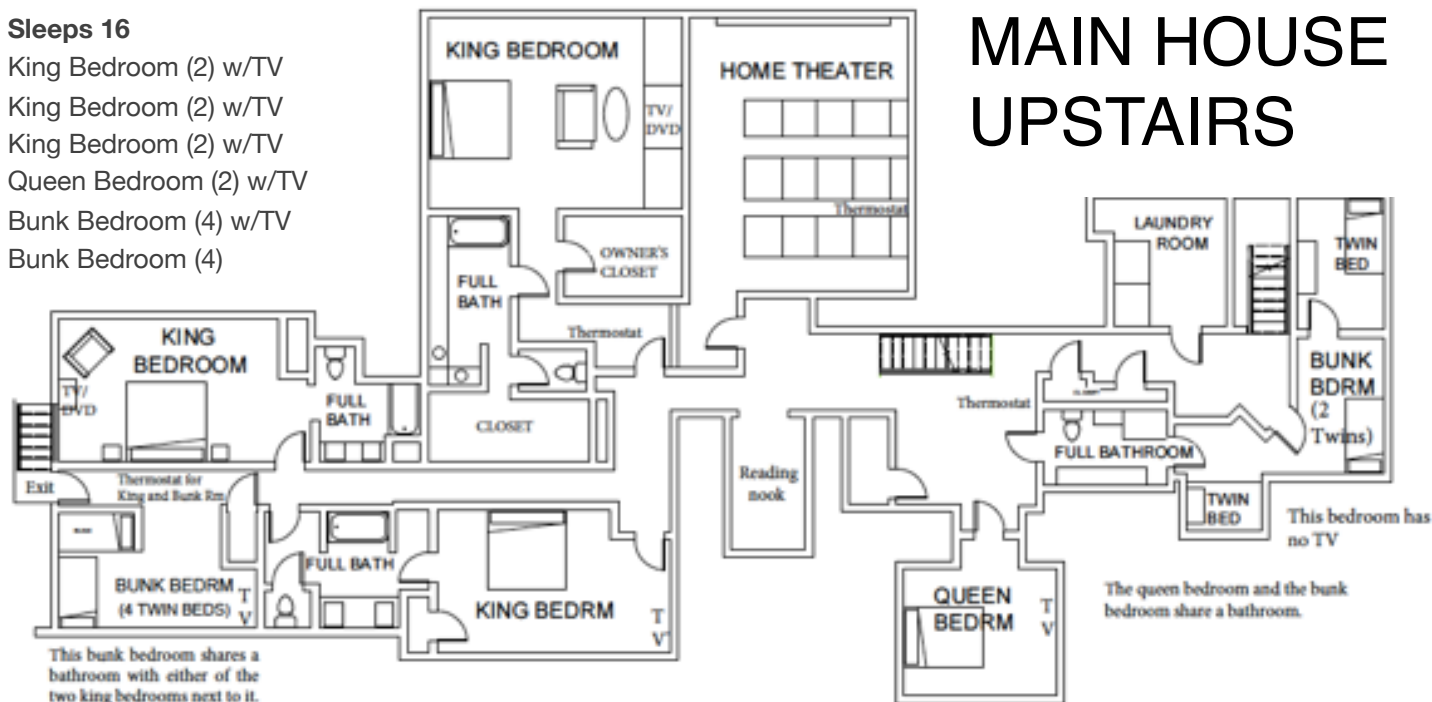 Sleeps 16
King Bedroom (2) w/TV
King Bedroom (2) w/TV
King Bedroom (2) w/TV
Queen Bedroom (2) w/TV
Bunk Bedroom (4) w/TV
Bunk Bedroom (4)
MAIN HOUSE
UPSTAIRS
KING BEDROOM
TV/
DVD
HOME THEATER
Thermostat
OWNER'S
CLOSET
FULL
BATH
Thermostat
CLOSET
KING
BEDROOM
TV/
DVD
FULL
BATH
Exit
Thermostat for
King and Bunk Rm
BUNK BEDRM
(4 TWIN BEDS)
T
V
This bunk bedroom shares a
bathroom with either of the
two king bedrooms next to it.
FULL BATH
KING BEDRM
T
V
Reading
nook
LAUNDRY
ROOM
TWIN
BED
BUNK
BDRM
(2
Twins)
Thermostat
FULL BATHROOM
TWIN
BED
This bedroom has
no TV
QUEEN
BEDRM
T
V
The queen bedroom and the bunk
bedroom share a bathroom.